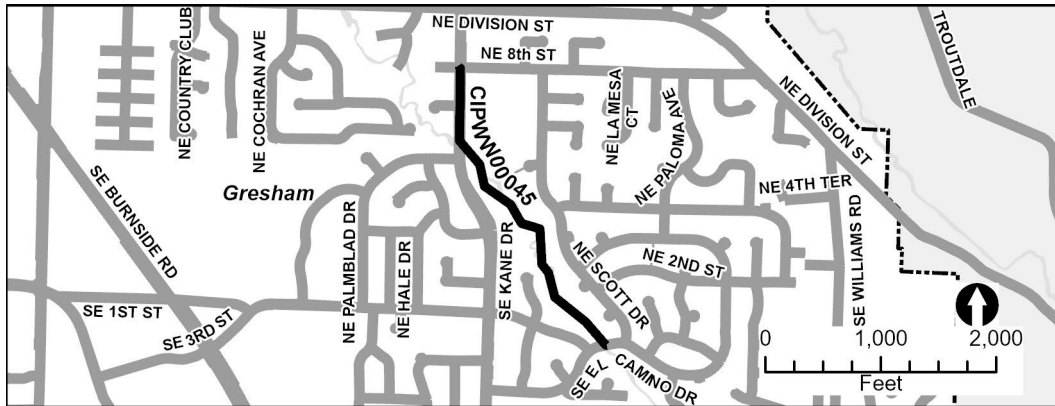 NE DIVISION ST
NE 8th ST
NE COUNTRY CLUB
NE COCHRAN AVE
CIPWW00045
NE LA MESA
CT
NE PALOMA AVE
NE DIVISION ST
TROUTDALE
NE 4TH TER
SE BURNSIDE RD
Gresham
NE PALMBLAD DR
NE HALE DR
SE KANE DR
NE SCOTT DR
NE 2ND ST
SE WILLIAMS RD
SE 1ST ST
SE 3RD ST
SE EL
CAMINO DR
0 1,000 2,000
Feet